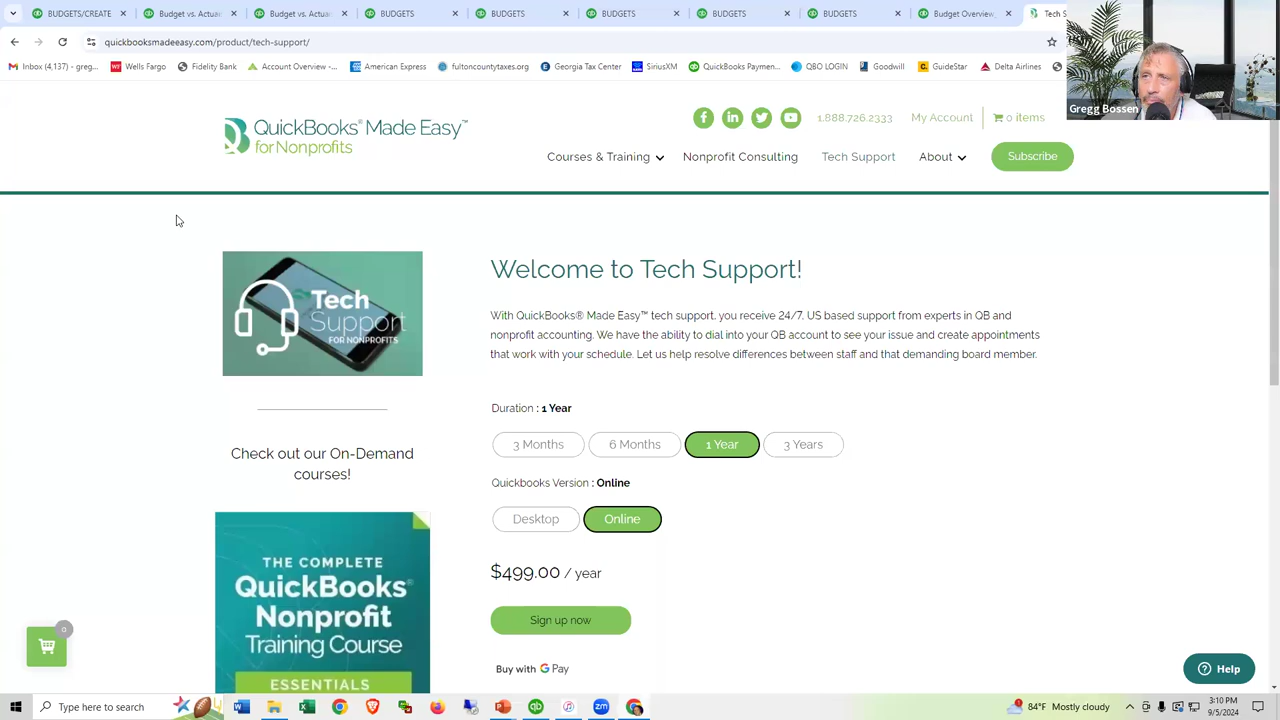 BUDGETS/CREATE
Budget vs. Actua
BUDGETS
BUDGETS
BUDGETS
BUDGETS
BUDGETS
BUDGETS
Budget Overview,
Tech S
quickbooksmadeeasy.com/product/tech-support/
Inbox (4,137) - greg...
Wells Fargo
Fidelity Bank
Account Overview -...
American Express
fultoncountytaxes.org
Georgia Tax Center
SiriusXM
QuickBooks Paymen...
QBO LOGIN
Goodwill
GuideStar
Delta Airlines
Gregg Bossen
QuickBooks® Made Easy™
for Nonprofits
1.888.726.2333
My Account
0 items
Courses & Training
Nonprofit Consulting
Tech Support
About
Subscribe
Tech
Support
FOR NONPROFITS
Welcome to Tech Support!
With QuickBooks® Made Easy™ tech support, you receive 24/7, US based support from experts in QB and
nonprofit accounting. We have the ability to dial into your QB account to see your issue and create appointments
that work with your schedule. Let us help resolve differences between staff and that demanding board member.
Duration : 1 Year
3 Months
6 Months
1 Year
3 Years
Quickbooks Version : Online
Desktop
Online
$499.00 / year
Sign up now
Buy with G Pay
Check out our On-Demand
courses!
THE COMPLETE
QuickBooks®
Nonprofit
Training Course
ESSENTIALS
0
Help
Type here to search
84°F Mostly cloudy
3:10 PM
9/5/2024